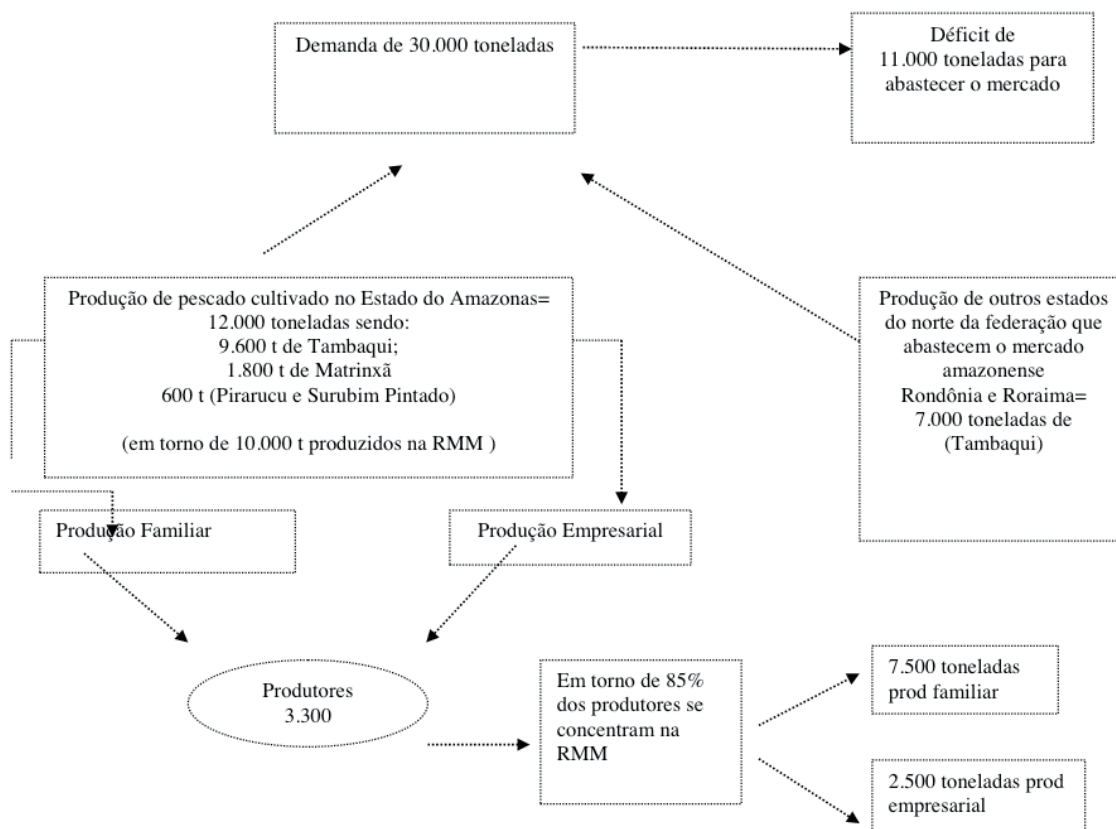 Demanda de 30.000 toneladas
Déficit de
11.000 toneladas para
abastecer o mercado
Produção de pescado cultivado no Estado do Amazonas=
12.000 toneladas sendo:
9.600 t de Tambaqui;
1.800 t de Matrinxã
600 t (Pirarucu e Surubim Pintado)
(em torno de 10.000 t produzidos na RMM )
Produção de outros estados
do norte da federação que
abastecem o mercado
amazonense
Rondônia e Roraima=
7.000 toneladas de
(Tambaqui)
Produção Familiar
Produção Empresarial
Produtores
3.300
Em torno de 85%
dos produtores se
concentram na
RMM
7.500 toneladas
prod familiar
2.500 toneladas prod
empresarial